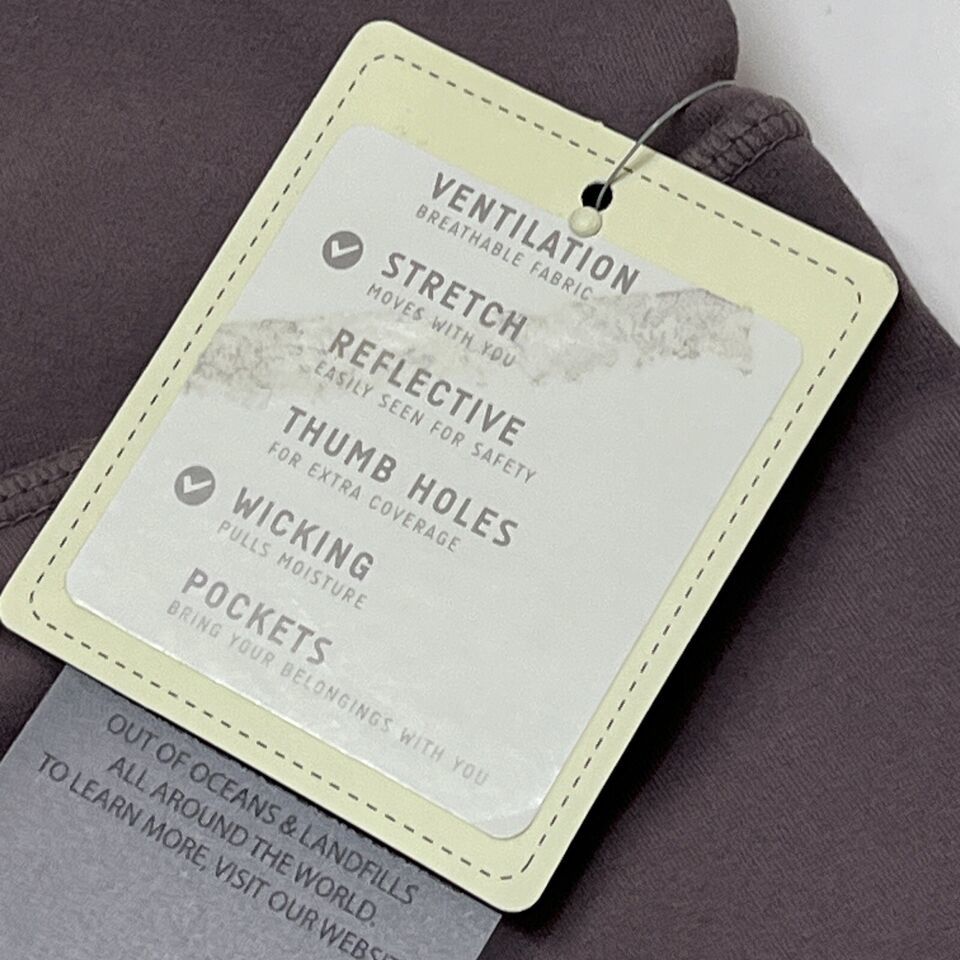 VENTILATION
BREATHABLE FABRIC
STRETCH
MOVES WITH YOU
REFLECTIVE
EASILY SEEN FOR SAFETY
THUMB HOLES
FOR EXTRA COVERAGE
WICKING
PULLS MOISTURE
POCKETS
BRING YOUR BELONGINGS WITH YOU
OUT OF OCEANS & LANDFILLS
ALL AROUND THE WORLD.
TO LEARN MORE, VISIT OUR